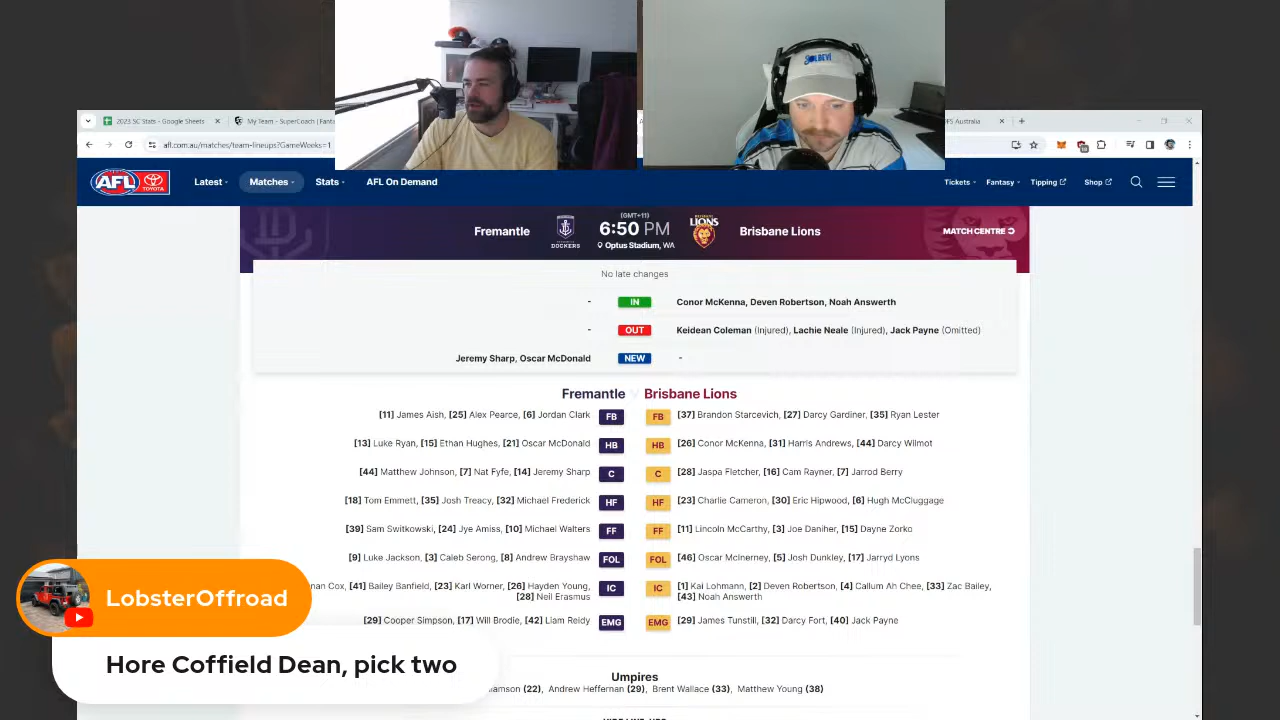 SOLBEVI
2023 SC Stats - Google Sheets
My Team - SuperCoach | Fanta
PS Australia
afl.com.au/matches/team-lineups?GameWeeks=1
AFL TOYOTA
Latest
Matches
Stats
AFL On Demand
Tickets
Fantasy
Tipping
Shop
Fremantle
DOCKERS
(GMT+11)
6:50 PM
Optus Stadium, WA
LIONS
Brisbane Lions
MATCH CENTRE
No late changes
- IN Conor McKenna, Deven Robertson, Noah Answerth
- OUT Keidean Coleman (Injured), Lachie Neale (Injured), Jack Payne (Omitted)
Jeremy Sharp, Oscar McDonald NEW -
Fremantle V Brisbane Lions
[11] James Aish, [25] Alex Pearce, [6] Jordan Clark FB FB [37] Brandon Starcevich, [27] Darcy Gardiner, [35] Ryan Lester
[13] Luke Ryan, [15] Ethan Hughes, [21] Oscar McDonald HB HB [26] Conor McKenna, [31] Harris Andrews, [44] Darcy Wilmot
[44] Matthew Johnson, [7] Nat Fyfe, [14] Jeremy Sharp C C [28] Jaspa Fletcher, [16] Cam Rayner, [7] Jarrod Berry
[18] Tom Emmett, [35] Josh Treacy, [32] Michael Frederick HF HF [23] Charlie Cameron, [30] Eric Hipwood, [6] Hugh McCluggage
[39] Sam Switkowski, [24] Jye Amiss, [10] Michael Walters FF FF [11] Lincoln McCarthy, [3] Joe Daniher, [15] Dayne Zorko
[9] Luke Jackson, [3] Caleb Serong, [8] Andrew Brayshaw FOL FOL [46] Oscar McInerney, [5] Josh Dunkley, [17] Jarryd Lyons
nan Cox, [41] Bailey Banfield, [23] Karl Worner, [26] Hayden Young, IC IC [1] Kai Lohmann, [2] Deven Robertson, [4] Callum Ah Chee, [33] Zac Bailey,
[28] Neil Erasmus [43] Noah Answerth
[29] Cooper Simpson, [17] Will Brodie, [42] Liam Reidy EMG EMG [29] James Tunstill, [32] Darcy Fort, [40] Jack Payne
LobsterOffroad
Hore Coffield Dean, pick two
Umpires
iamson (22), Andrew Heffernan (29), Brent Wallace (33), Matthew Young (38)